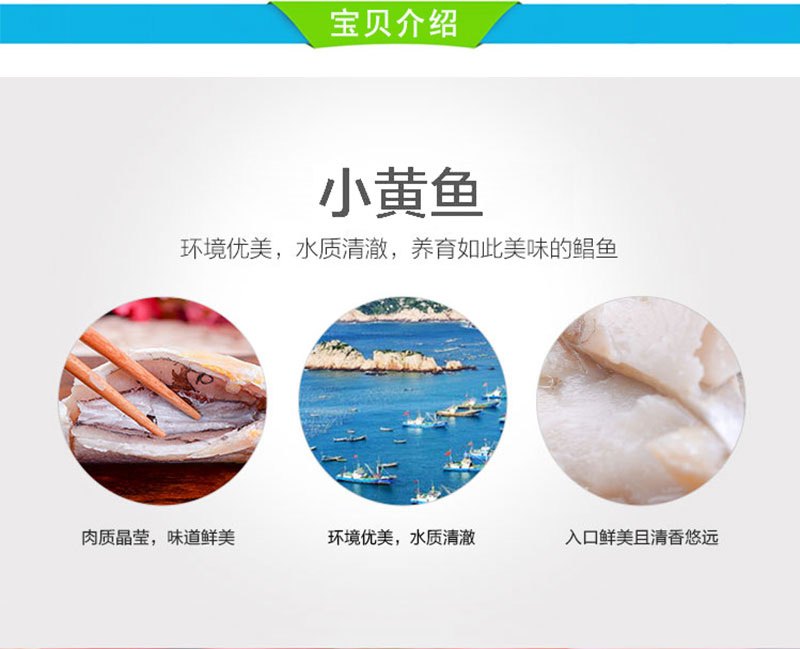 宝贝介绍
小黄鱼
环境优美，水质清澈，养育如此美味的鲳鱼
肉质晶莹，味道鲜美
环境优美，水质清澈
入口鲜美且清香悠远